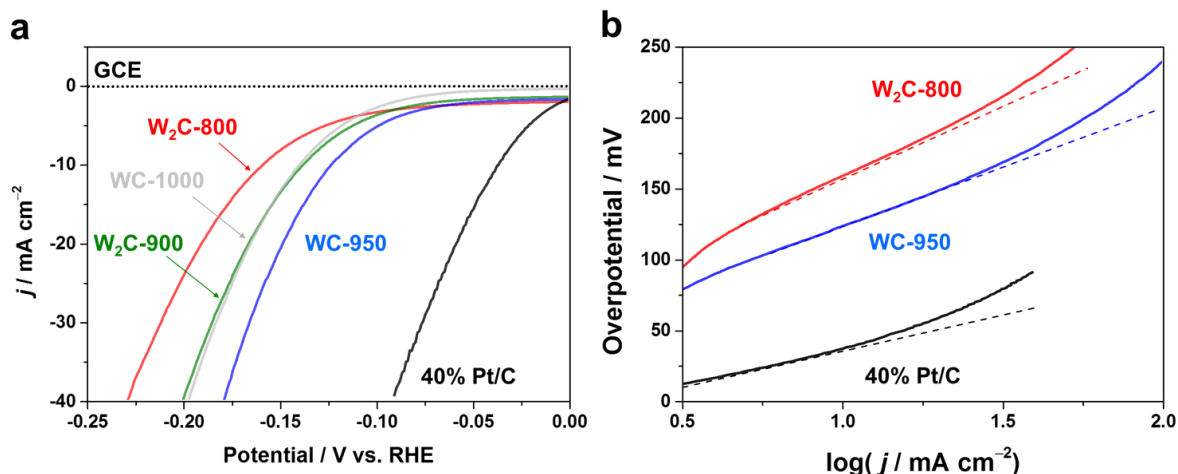 a
GCE
W₂C-800
WC-1000
W₂C-900
WC-950
40% Pt/C
0
-10
-20
-30
-40
j / mA cm⁻²
-0.25 -0.20 -0.15 -0.10 -0.05 0.00
Potential / V vs. RHE
b
250
200
150
100
50
0
Overpotential / mV
W₂C-800
WC-950
40% Pt/C
0.5 1.0 1.5 2.0
log(j / mA cm⁻²)